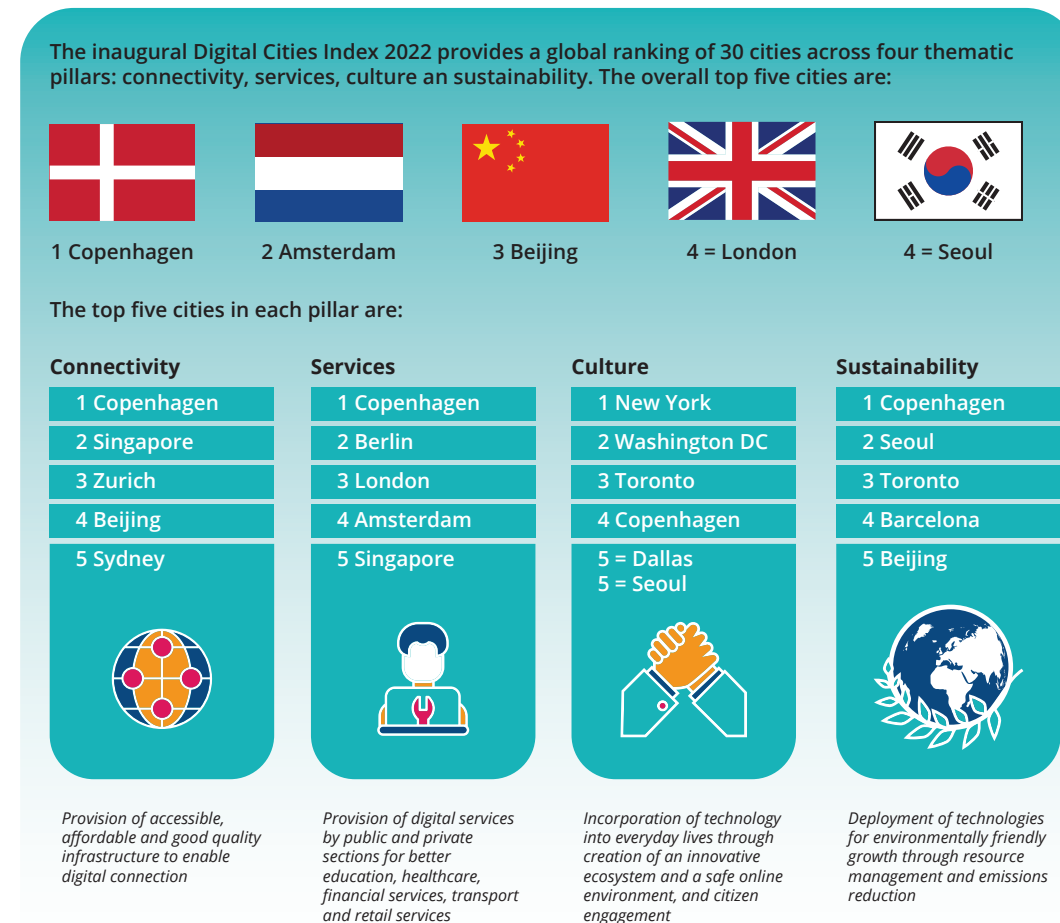 The inaugural Digital Cities Index 2022 provides a global ranking of 30 cities across four thematic
pillars: connectivity, services, culture an sustainability. The overall top five cities are:
1 Copenhagen
2 Amsterdam
3 Beijing
4 = London
4 = Seoul
The top five cities in each pillar are:
Connectivity
1 Copenhagen
2 Singapore
3 Zurich
4 Beijing
5 Sydney
Provision of accessible,
affordable and good quality
infrastructure to enable
digital connection
Services
1 Copenhagen
2 Berlin
3 London
4 Amsterdam
5 Singapore
Provision of digital services
by public and private
sections for better
education, healthcare,
financial services, transport
and retail services
Culture
1 New York
2 Washington DC
3 Toronto
4 Copenhagen
5 = Dallas
5 = Seoul
Incorporation of technology
into everyday lives through
creation of an innovative
ecosystem and a safe online
environment, and citizen
engagement
Sustainability
1 Copenhagen
2 Seoul
3 Toronto
4 Barcelona
5 Beijing
Deployment of technologies
for environmentally friendly
growth through resource
management and emissions
reduction